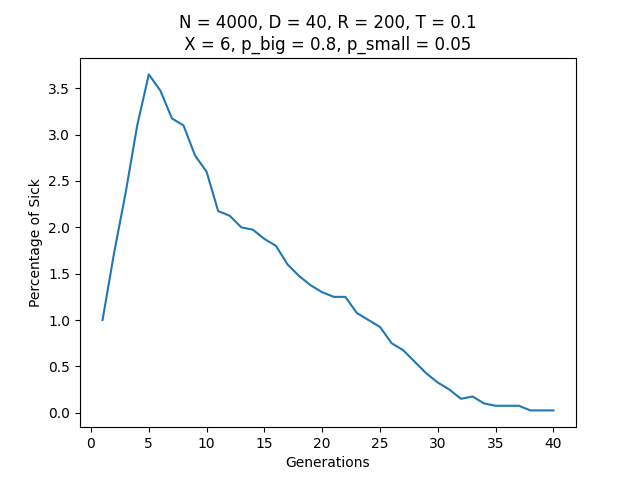 N = 4000, D = 40, R = 200, T = 0.1
X = 6, p_big = 0.8, p_small = 0.05
Percentage of Sick
3.5
3.0
2.5
2.0
1.5
1.0
0.5
0.0
0 5 10 15 20 25 30 35 40
Generations